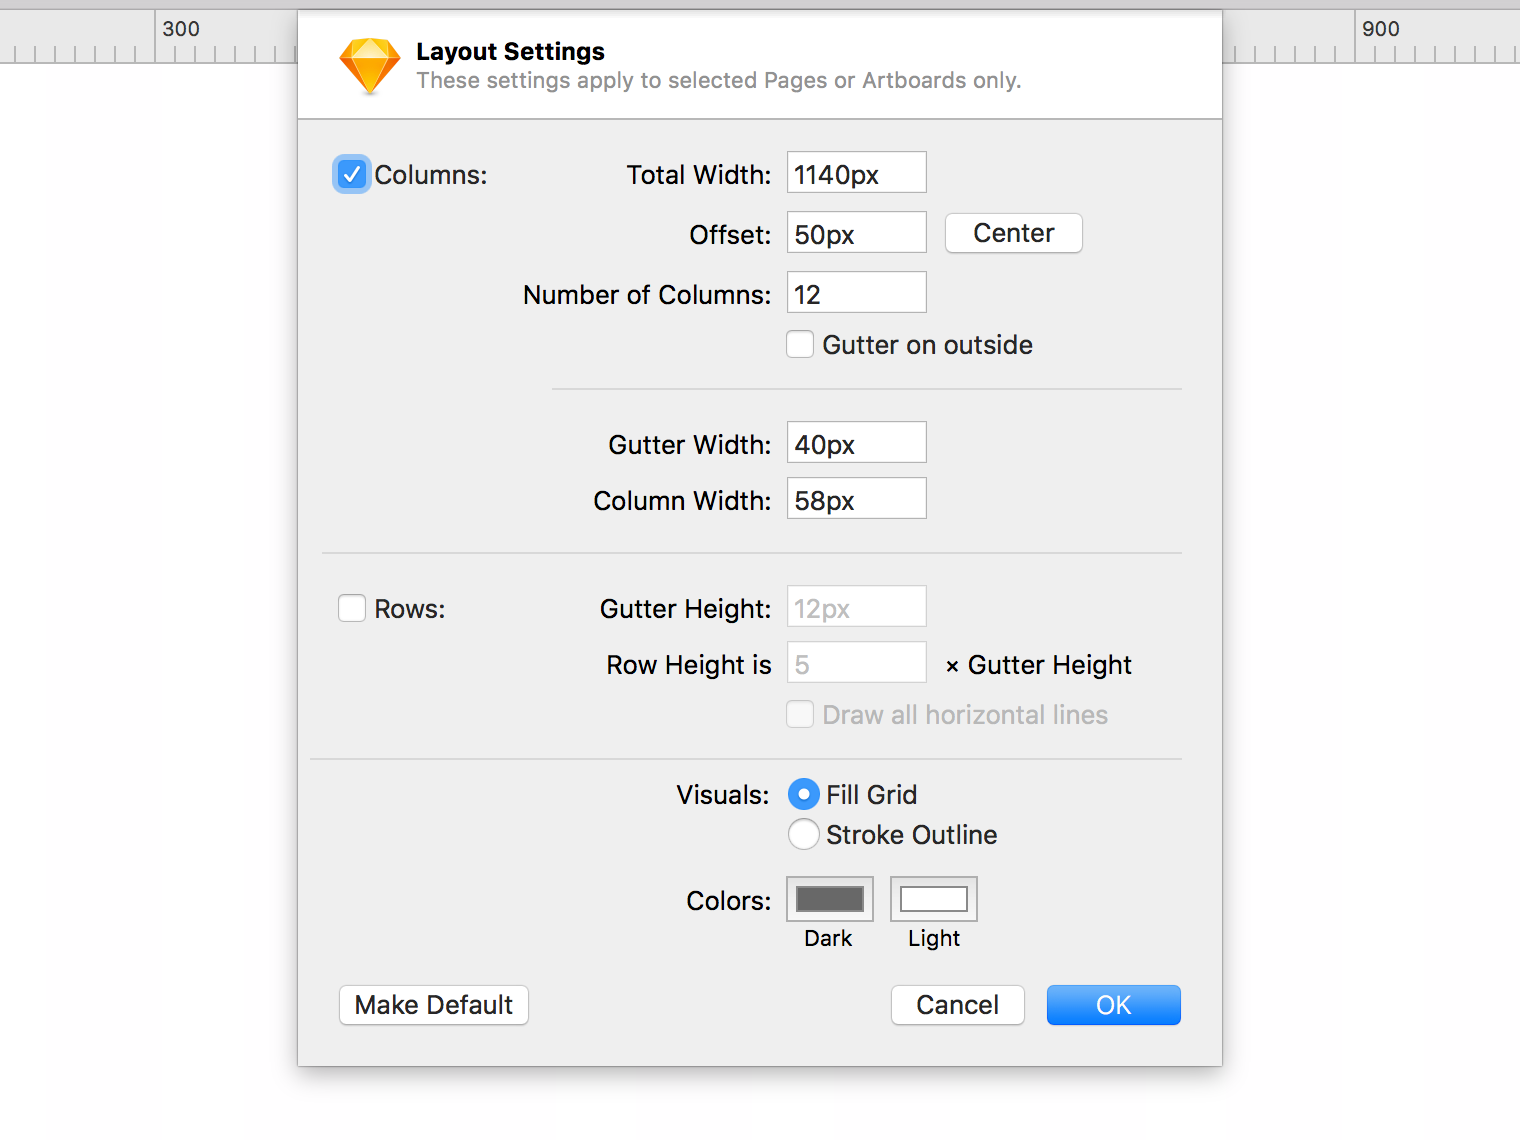 300
900
Layout Settings
These settings apply to selected Pages or Artboards only.
Columns:
Total Width: 1140px
Offset: 50px Center
Number of Columns: 12
Gutter on outside
Gutter Width: 40px
Column Width: 58px
Rows:
Gutter Height: 12px
Row Height is 5 × Gutter Height
Draw all horizontal lines
Visuals: Fill Grid
Stroke Outline
Colors:
Dark Light
Make Default Cancel OK